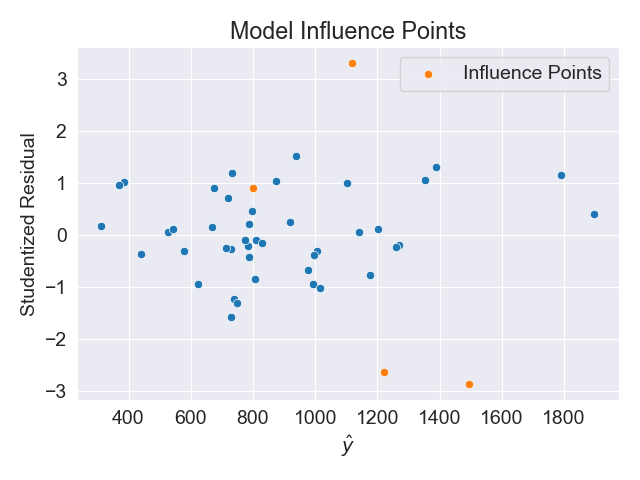 Model Influence Points
Influence Points
Studentized Residual
3
2
1
0
−1
−2
−3
400 600 800 1000 1200 1400 1600 1800
ŷ